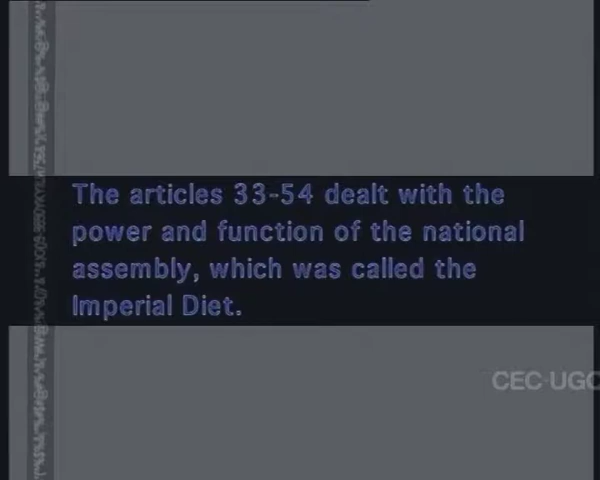 The articles 33-54 dealt with the
power and function of the national
assembly, which was called the
Imperial Diet.
CEC-UGC